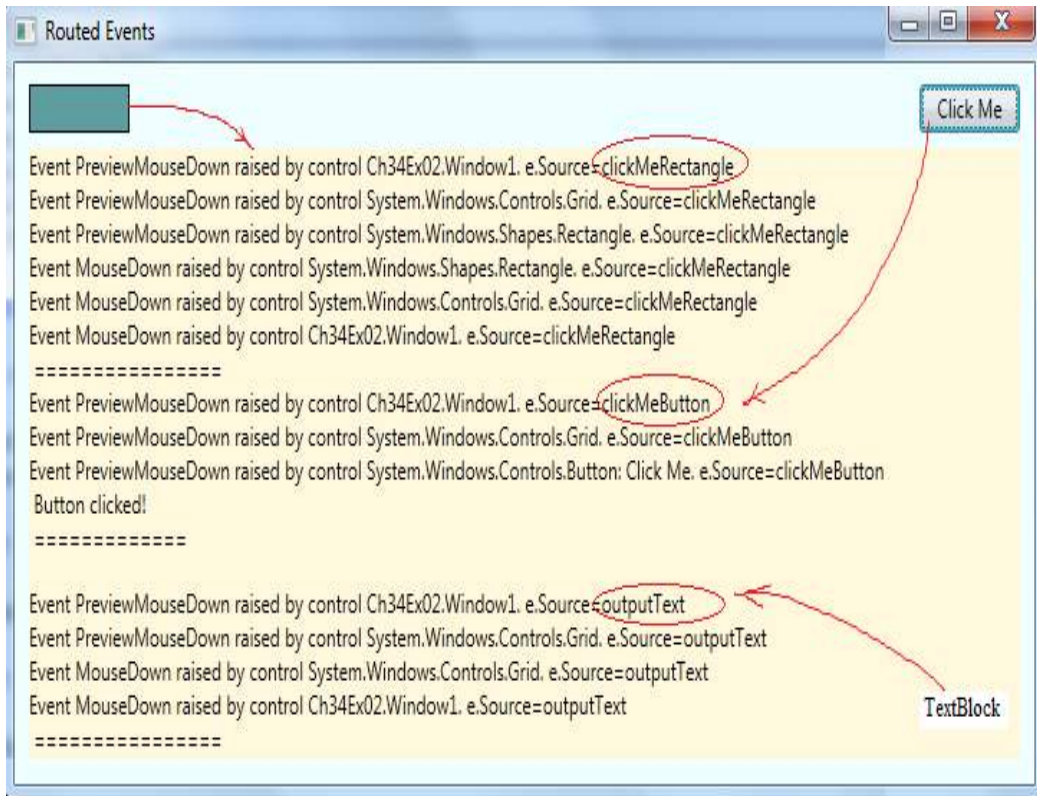 Routed Events
Click Me
Event PreviewMouseDown raised by control Ch34Ex02.Window1. e.Source=clickMeRectangle
Event PreviewMouseDown raised by control System.Windows.Controls.Grid. e.Source=clickMeRectangle
Event PreviewMouseDown raised by control System.Windows.Shapes.Rectangle. e.Source=clickMeRectangle
Event MouseDown raised by control System.Windows.Shapes.Rectangle. e.Source=clickMeRectangle
Event MouseDown raised by control System.Windows.Controls.Grid. e.Source=clickMeRectangle
Event MouseDown raised by control Ch34Ex02.Window1. e.Source=clickMeRectangle
================
Event PreviewMouseDown raised by control Ch34Ex02.Window1. e.Source=clickMeButton
Event PreviewMouseDown raised by control System.Windows.Controls.Grid. e.Source=clickMeButton
Event PreviewMouseDown raised by control System.Windows.Controls.Button: Click Me. e.Source=clickMeButton
Button clicked!
=============
Event PreviewMouseDown raised by control Ch34Ex02.Window1. e.Source=outputText
Event PreviewMouseDown raised by control System.Windows.Controls.Grid. e.Source=outputText
Event MouseDown raised by control System.Windows.Controls.Grid. e.Source=outputText
Event MouseDown raised by control Ch34Ex02.Window1. e.Source=outputText
TextBlock
================